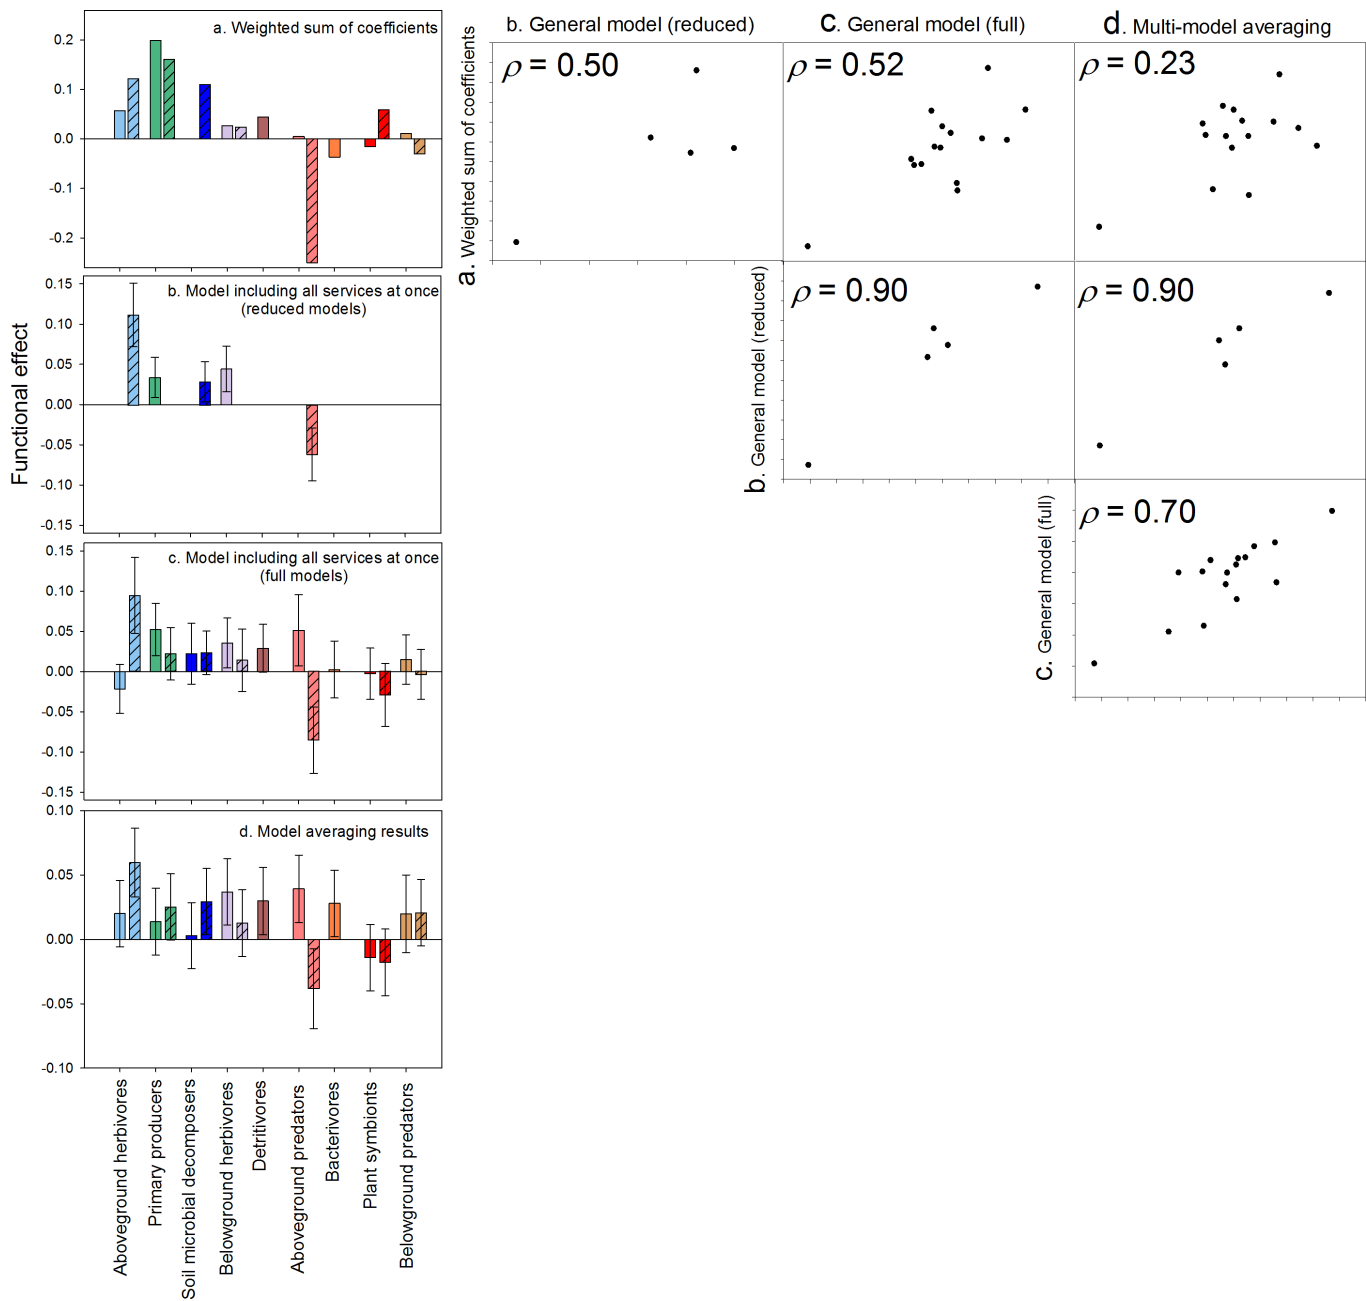 a. Weighted sum of coefficients
0.2
0.1
0.0
-0.1
-0.2
b. Model including all services at once
(reduced models)
0.15
0.10
0.05
0.00
-0.05
-0.10
-0.15
c. Model including all services at once
(full models)
0.15
0.10
0.05
0.00
-0.05
-0.10
-0.15
d. Model averaging results
0.10
0.05
0.00
-0.05
-0.10
Functional effect
Aboveground herbivores
Primary producers
Soil microbial decomposers
Belowground herbivores
Detritivores
Aboveground predators
Bacterivores
Plant symbionts
Belowground predators
b. General model (reduced)
c. General model (full)
d. Multi-model averaging
a. Weighted sum of coefficients
ρ = 0.50
ρ = 0.52
ρ = 0.23
b. General model (reduced)
ρ = 0.90
ρ = 0.90
c. General model (full)
ρ = 0.70